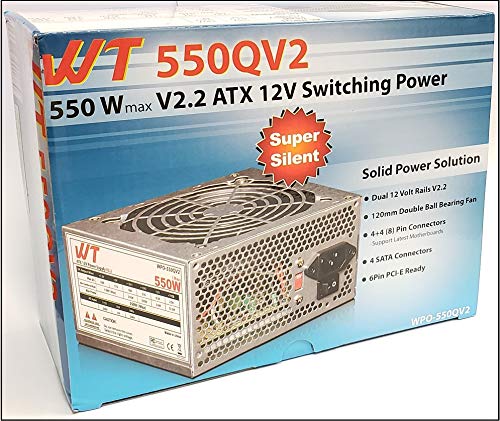 WT 550QV2
550 Wmax V2.2 ATX 12V Switching Power
Super
Silent
Solid Power Solution
• Dual 12 Volt Rails V2.2
• 120mm Double Ball Bearing Fan
• 4+4 (8) Pin Connectors
-Support Latest Motherboards
• 4 SATA Connectors
• 6Pin PCI-E Ready
WT
WPO-550QV2
550W
CAUTION
WPO-550QV2